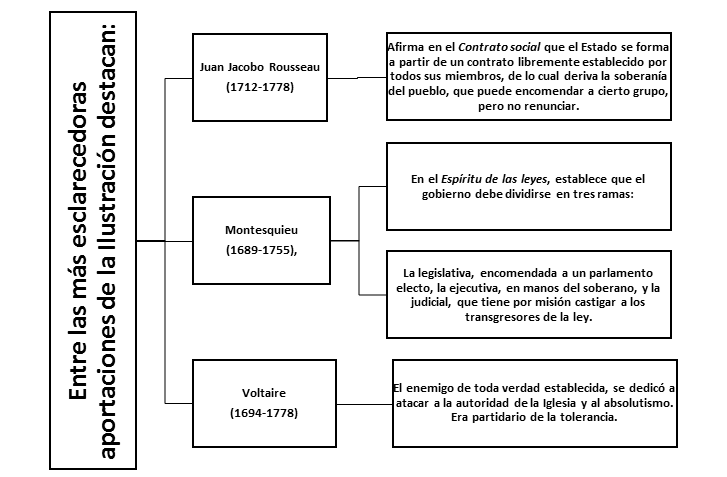 Entre las más esclarecedoras
aportaciones de la Ilustración destacan:
Juan Jacobo Rousseau
(1712-1778)
Afirma en el Contrato social que el Estado se forma
a partir de un contrato libremente establecido por
todos sus miembros, de lo cual deriva la soberanía
del pueblo, que puede encomendar a cierto grupo,
pero no renunciar.
Montesquieu
(1689-1755),
En el Espíritu de las leyes, establece que el
gobierno debe dividirse en tres ramas:
La legislativa, encomendada a un parlamento
electo, la ejecutiva, en manos del soberano, y la
judicial, que tiene por misión castigar a los
transgresores de la ley.
Voltaire
(1694-1778)
El enemigo de toda verdad establecida, se dedicó a
atacar a la autoridad de la Iglesia y al absolutismo.
Era partidario de la tolerancia.